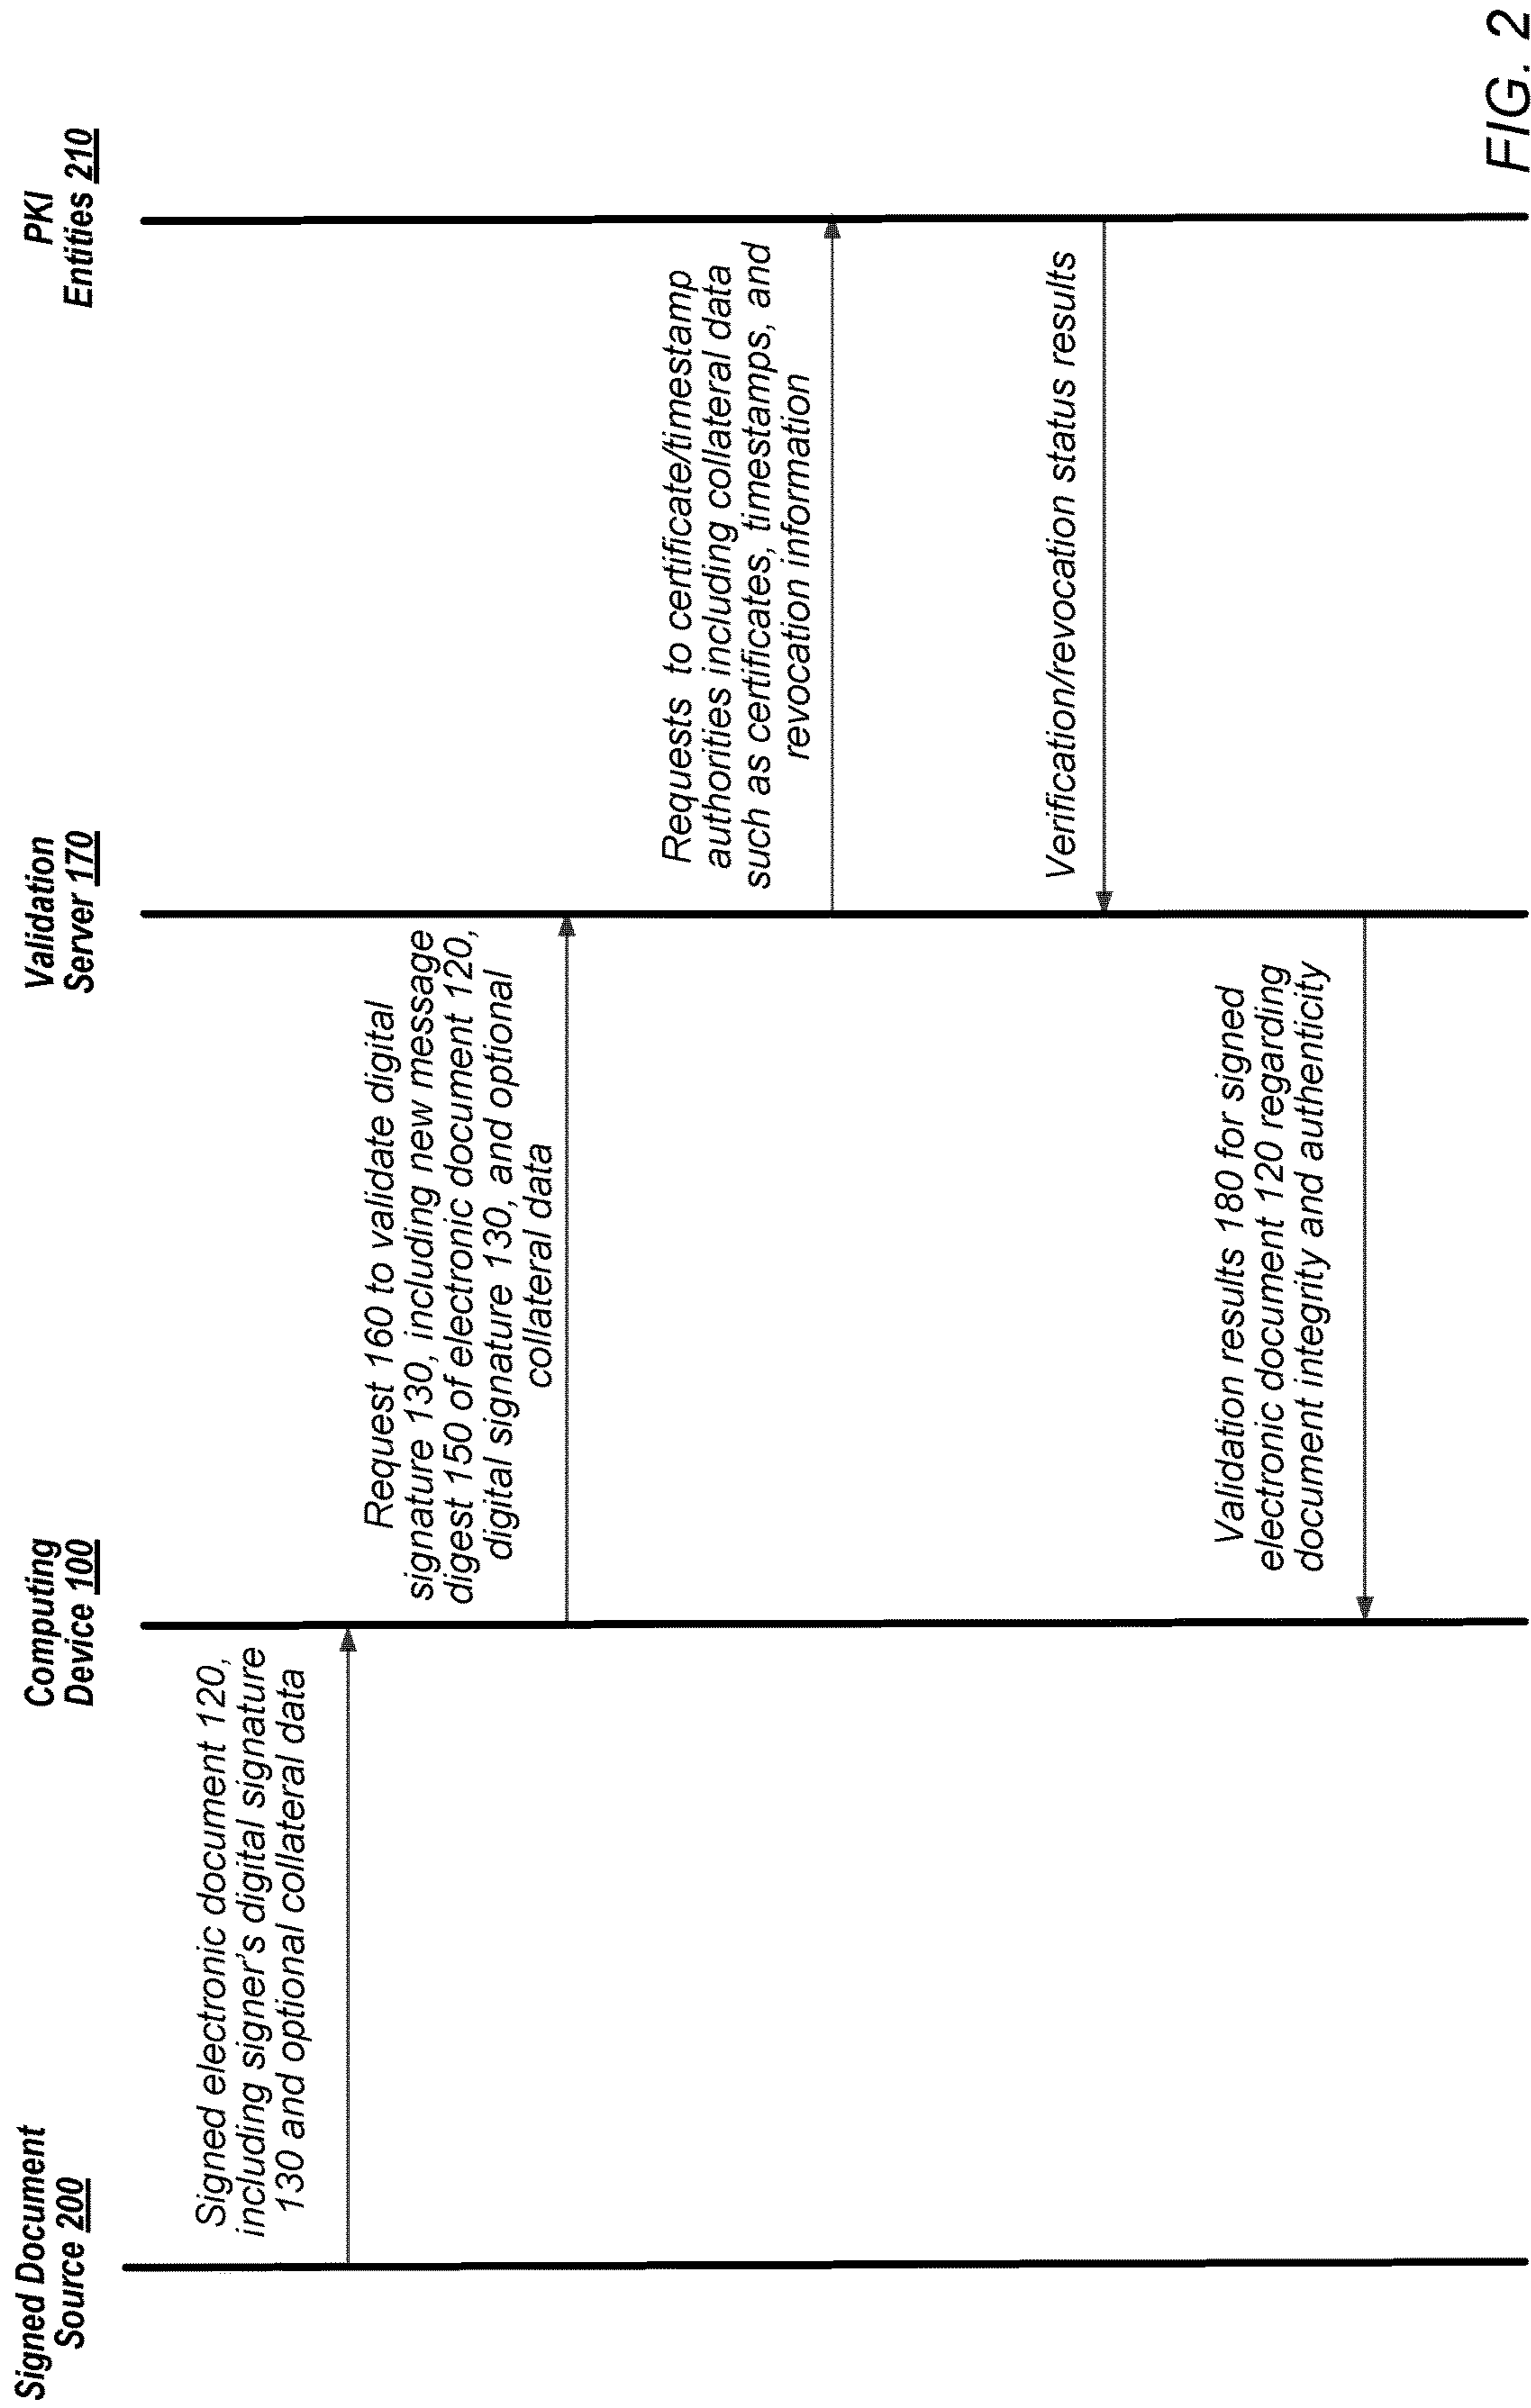 Signed Document
Source 200
Computing
Device 100
Validation
Server 170
PKI
Entities 210
Signed electronic document 120,
including signer's digital signature
130 and optional collateral data
Request 160 to validate digital
signature 130, including new message
digest 150 of electronic document 120,
digital signature 130, and optional
collateral data
Requests to certificate/timestamp
authorities including collateral data
such as certificates, timestamps, and
revocation information
Verification/revocation status results
Validation results 180 for signed
electronic document 120 regarding
document integrity and authenticity
FIG. 2